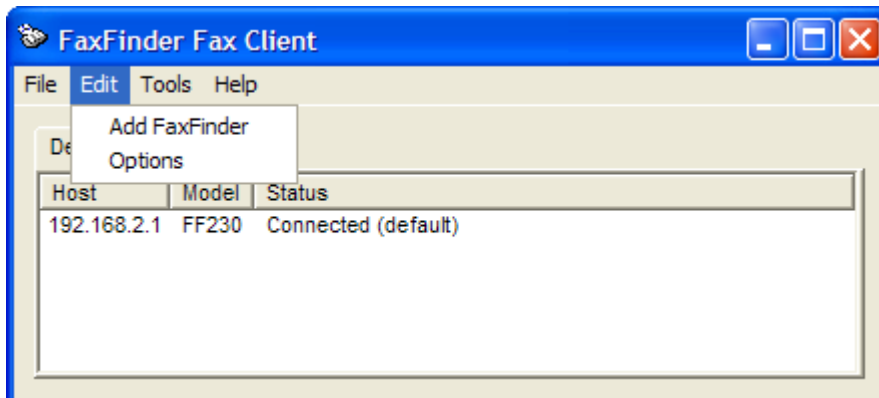 FaxFinder Fax Client
File Edit Tools Help
Add FaxFinder
Options
Host Model Status
192.168.2.1 FF230 Connected (default)